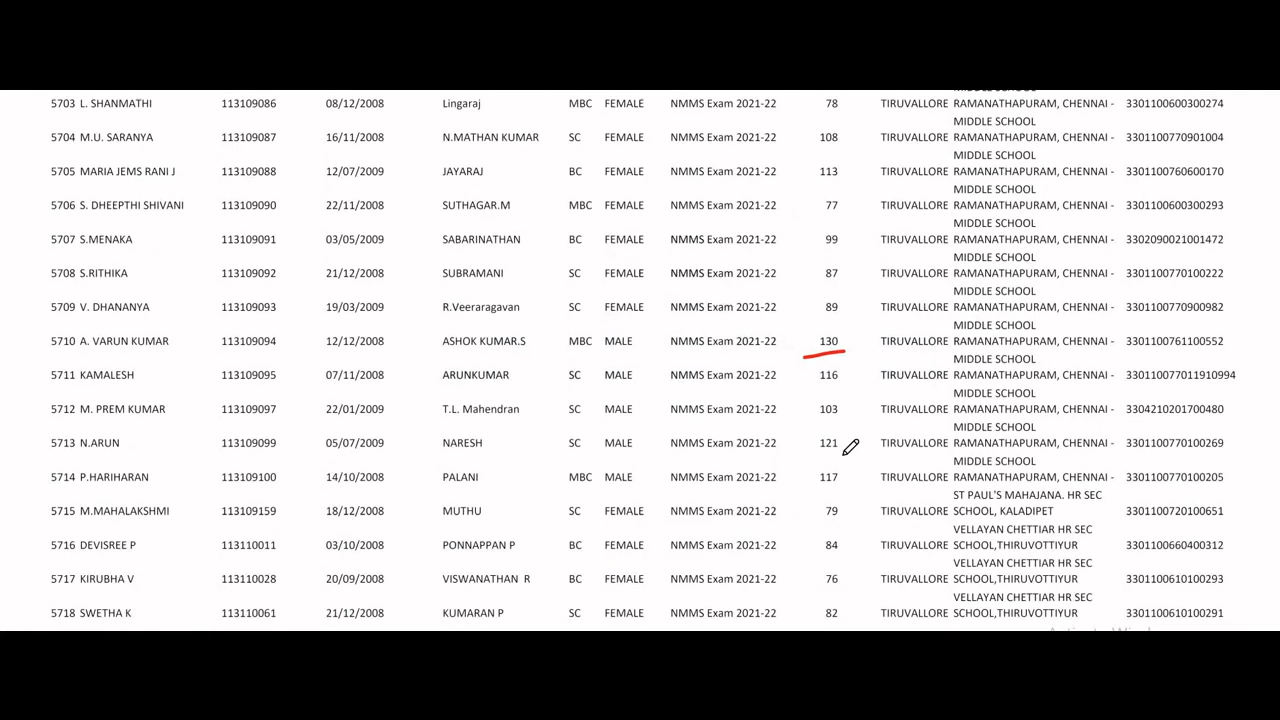 5703 L. SHANMATHI 113109086 08/12/2008 Lingaraj MBC FEMALE NMMS Exam 2021-22 78 TIRUVALLORE RAMANATHAPURAM, CHENNAI - 3301100600300274
MIDDLE SCHOOL
5704 M.U. SARANYA 113109087 16/11/2008 N.MATHAN KUMAR SC FEMALE NMMS Exam 2021-22 108 TIRUVALLORE RAMANATHAPURAM, CHENNAI - 3301100770901004
MIDDLE SCHOOL
5705 MARIA JEMS RANI J 113109088 12/07/2009 JAYARAJ BC FEMALE NMMS Exam 2021-22 113 TIRUVALLORE RAMANATHAPURAM, CHENNAI - 3301100760600170
MIDDLE SCHOOL
5706 S. DHEEPTHI SHIVANI 113109090 22/11/2008 SUTHAGAR.M MBC FEMALE NMMS Exam 2021-22 77 TIRUVALLORE RAMANATHAPURAM, CHENNAI - 3301100600300293
MIDDLE SCHOOL
5707 S.MENAKA 113109091 03/05/2009 SABARINATHAN BC FEMALE NMMS Exam 2021-22 99 TIRUVALLORE RAMANATHAPURAM, CHENNAI - 3302090021001472
MIDDLE SCHOOL
5708 S.RITHIKA 113109092 21/12/2008 SUBRAMANI SC FEMALE NMMS Exam 2021-22 87 TIRUVALLORE RAMANATHAPURAM, CHENNAI - 3301100770100222
MIDDLE SCHOOL
5709 V. DHANANYA 113109093 19/03/2009 R.Veeraragavan SC FEMALE NMMS Exam 2021-22 89 TIRUVALLORE RAMANATHAPURAM, CHENNAI - 3301100770900982
MIDDLE SCHOOL
5710 A. VARUN KUMAR 113109094 12/12/2008 ASHOK KUMAR.S MBC MALE NMMS Exam 2021-22 130 TIRUVALLORE RAMANATHAPURAM, CHENNAI - 3301100761100552
MIDDLE SCHOOL
5711 KAMALESH 113109095 07/11/2008 ARUNKUMAR SC MALE NMMS Exam 2021-22 116 TIRUVALLORE RAMANATHAPURAM, CHENNAI - 330110077011910994
MIDDLE SCHOOL
5712 M. PREM KUMAR 113109097 22/01/2009 T.L. Mahendran SC MALE NMMS Exam 2021-22 103 TIRUVALLORE RAMANATHAPURAM, CHENNAI - 3304210201700480
MIDDLE SCHOOL
5713 N.ARUN 113109099 05/07/2009 NARESH SC MALE NMMS Exam 2021-22 121 TIRUVALLORE RAMANATHAPURAM, CHENNAI - 3301100770100269
MIDDLE SCHOOL
5714 P.HARIHARAN 113109100 14/10/2008 PALANI MBC MALE NMMS Exam 2021-22 117 TIRUVALLORE RAMANATHAPURAM, CHENNAI - 3301100770100205
ST PAUL'S MAHAJANA. HR SEC
5715 M.MAHALAKSHMI 113109159 18/12/2008 MUTHU SC FEMALE NMMS Exam 2021-22 79 TIRUVALLORE SCHOOL, KALADIPET 3301100720100651
VELLAYAN CHETTIAR HR SEC
5716 DEVISREE P 113110011 03/10/2008 PONNAPPAN P BC FEMALE NMMS Exam 2021-22 84 TIRUVALLORE SCHOOL,THIRUVOTTIYUR 3301100660400312
VELLAYAN CHETTIAR HR SEC
5717 KIRUBHA V 113110028 20/09/2008 VISWANATHAN R BC FEMALE NMMS Exam 2021-22 76 TIRUVALLORE SCHOOL,THIRUVOTTIYUR 3301100610100293
VELLAYAN CHETTIAR HR SEC
5718 SWETHA K 113110061 21/12/2008 KUMARAN P SC FEMALE NMMS Exam 2021-22 82 TIRUVALLORE SCHOOL,THIRUVOTTIYUR 3301100610100291